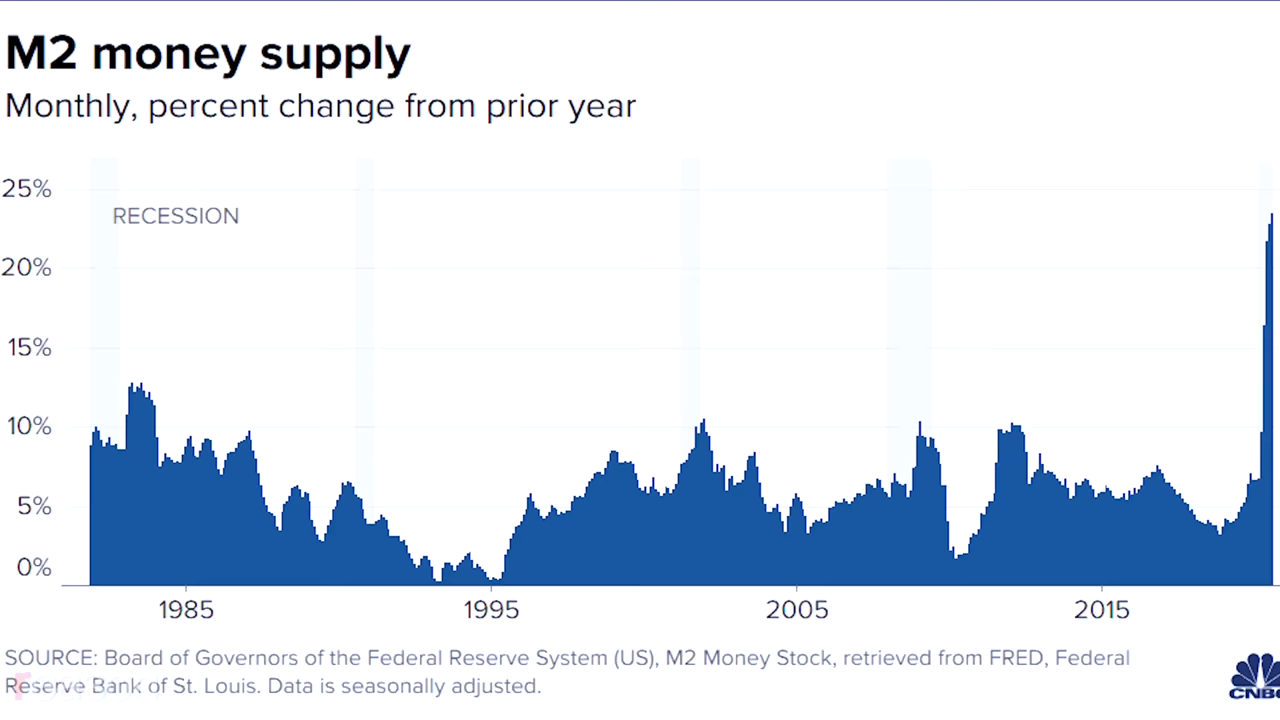 M2 money supply
Monthly, percent change from prior year
25%
RECESSION
20%
15%
10%
5%
0%
1985 1995 2005 2015
SOURCE: Board of Governors of the Federal Reserve System (US), M2 Money Stock, retrieved from FRED, Federal
Reserve Bank of St. Louis. Data is seasonally adjusted.
CNBC